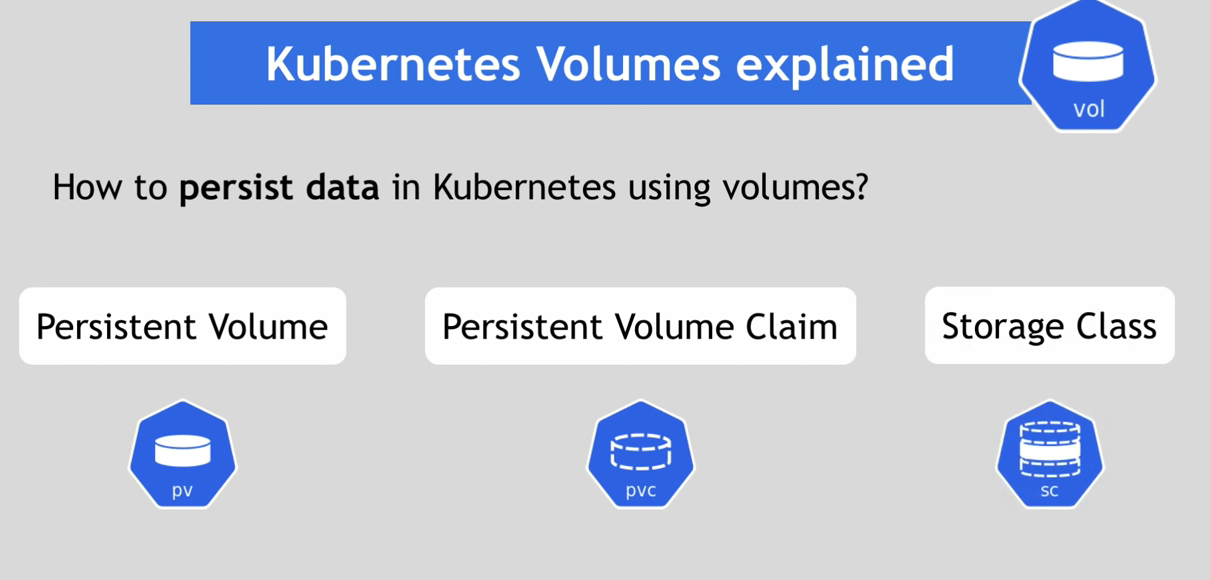 Kubernetes Volumes explained
vol
How to persist data in Kubernetes using volumes?
Persistent Volume
Persistent Volume Claim
Storage Class
pv
pvc
sc